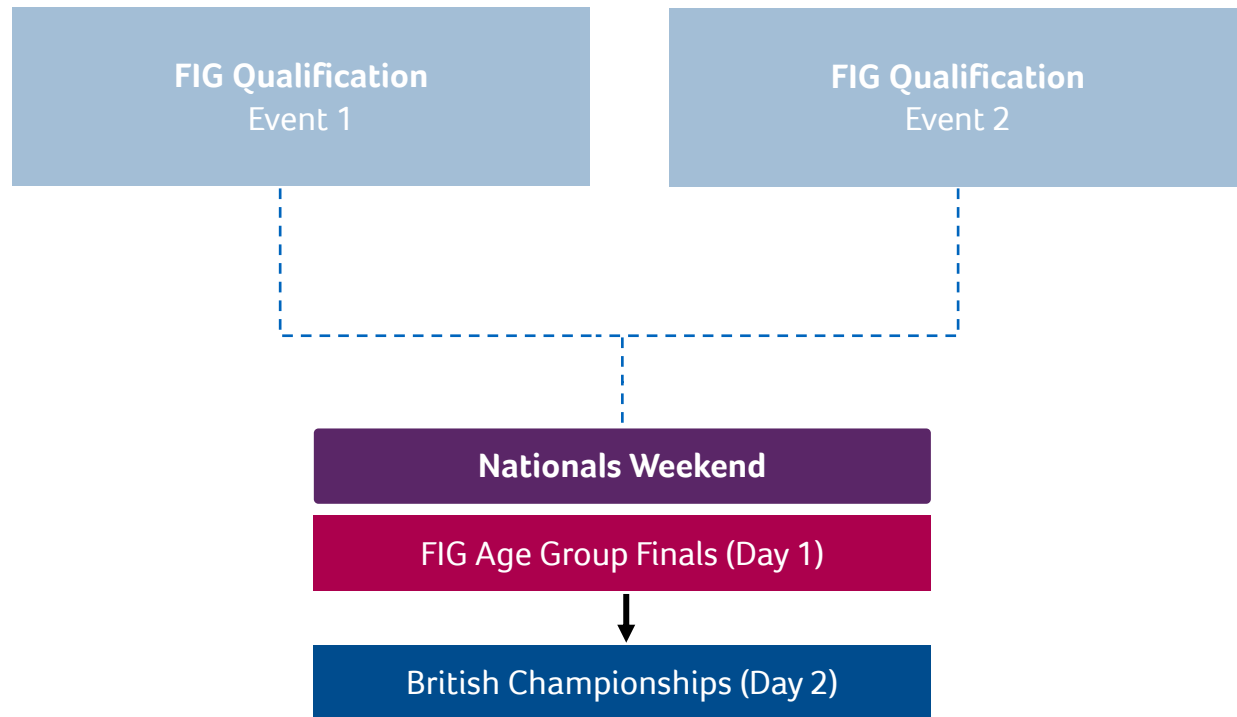 FIG Qualification
Event 1
FIG Qualification
Event 2
Nationals Weekend
FIG Age Group Finals (Day 1)
British Championships (Day 2)